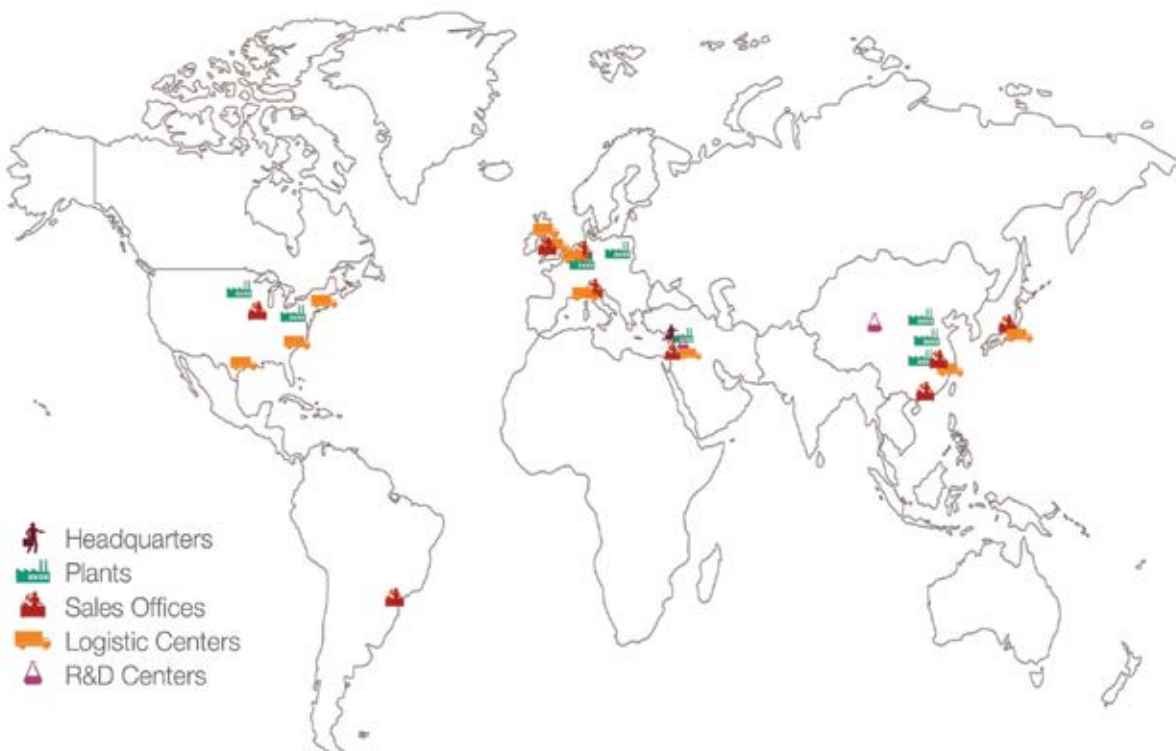 Headquarters
Plants
Sales Offices
Logistic Centers
R&D Centers